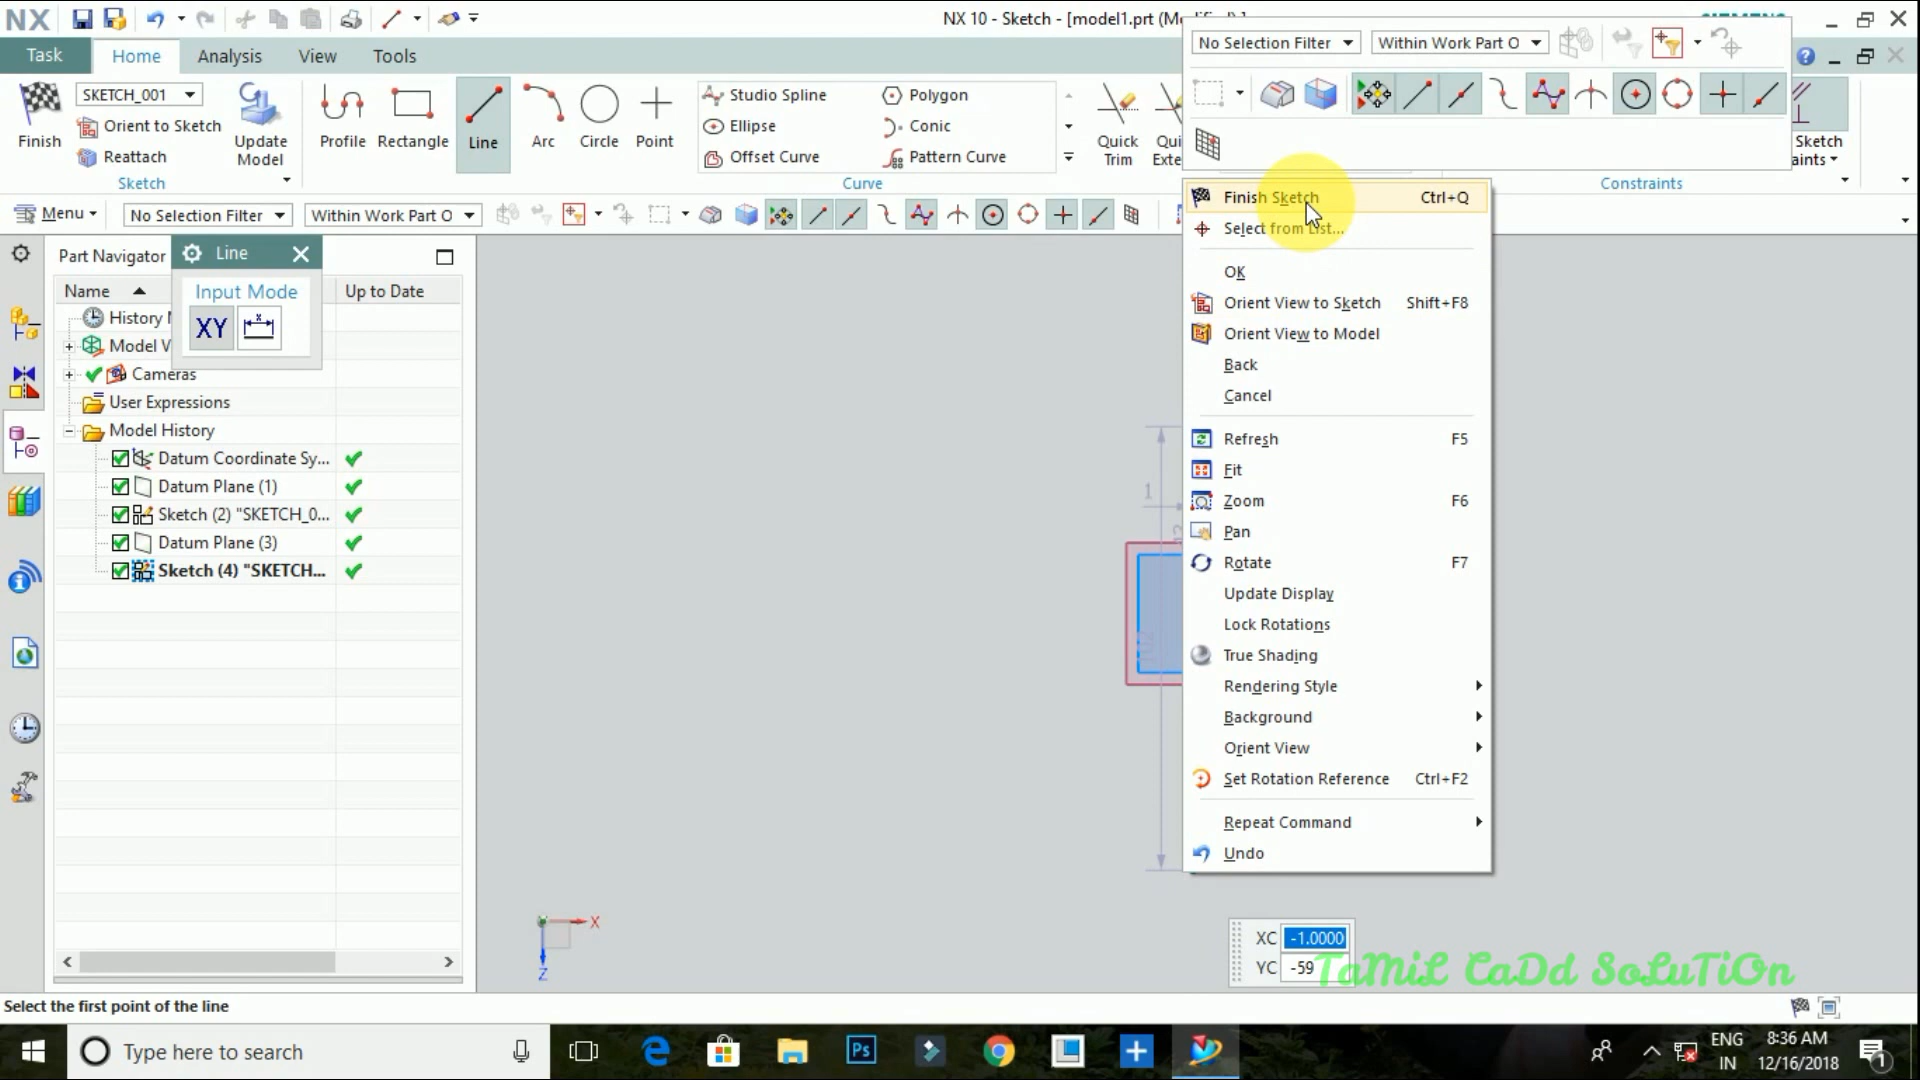 NX
NX 10 - Sketch - [model1.prt
Task
Home
Analysis
View
Tools
No Selection Filter
Within Work Part O
SKETCH_001
Orient to Sketch
Reattach
Finish
Update
Model
Sketch
Profile
Rectangle
Line
Arc
Circle
Point
Studio Spline
Ellipse
Offset Curve
Polygon
Conic
Pattern Curve
Curve
Quick
Trim
Sketch
Constraints
Menu
No Selection Filter
Within Work Part O
Part Navigator
Line
Input Mode
XY
Name
Up to Date
Model V
Cameras
User Expressions
Model History
Datum Coordinate Sy...
Datum Plane (1)
Sketch (2) "SKETCH_0...
Datum Plane (3)
Sketch (4) "SKETCH...
Finish Sketch Ctrl+Q
Select from List...
OK
Orient View to Sketch Shift+F8
Orient View to Model
Back
Cancel
Refresh F5
Fit
Zoom F6
Pan
Rotate F7
Update Display
Lock Rotations
True Shading
Rendering Style
Background
Orient View
Set Rotation Reference Ctrl+F2
Repeat Command
Undo
1
X
Z
XC -1.0000
YC -59
TaMiL CaDd SoLuTiOn
Select the first point of the line
Type here to search
Ps
ENG
IN
8:36 AM
12/16/2018
1